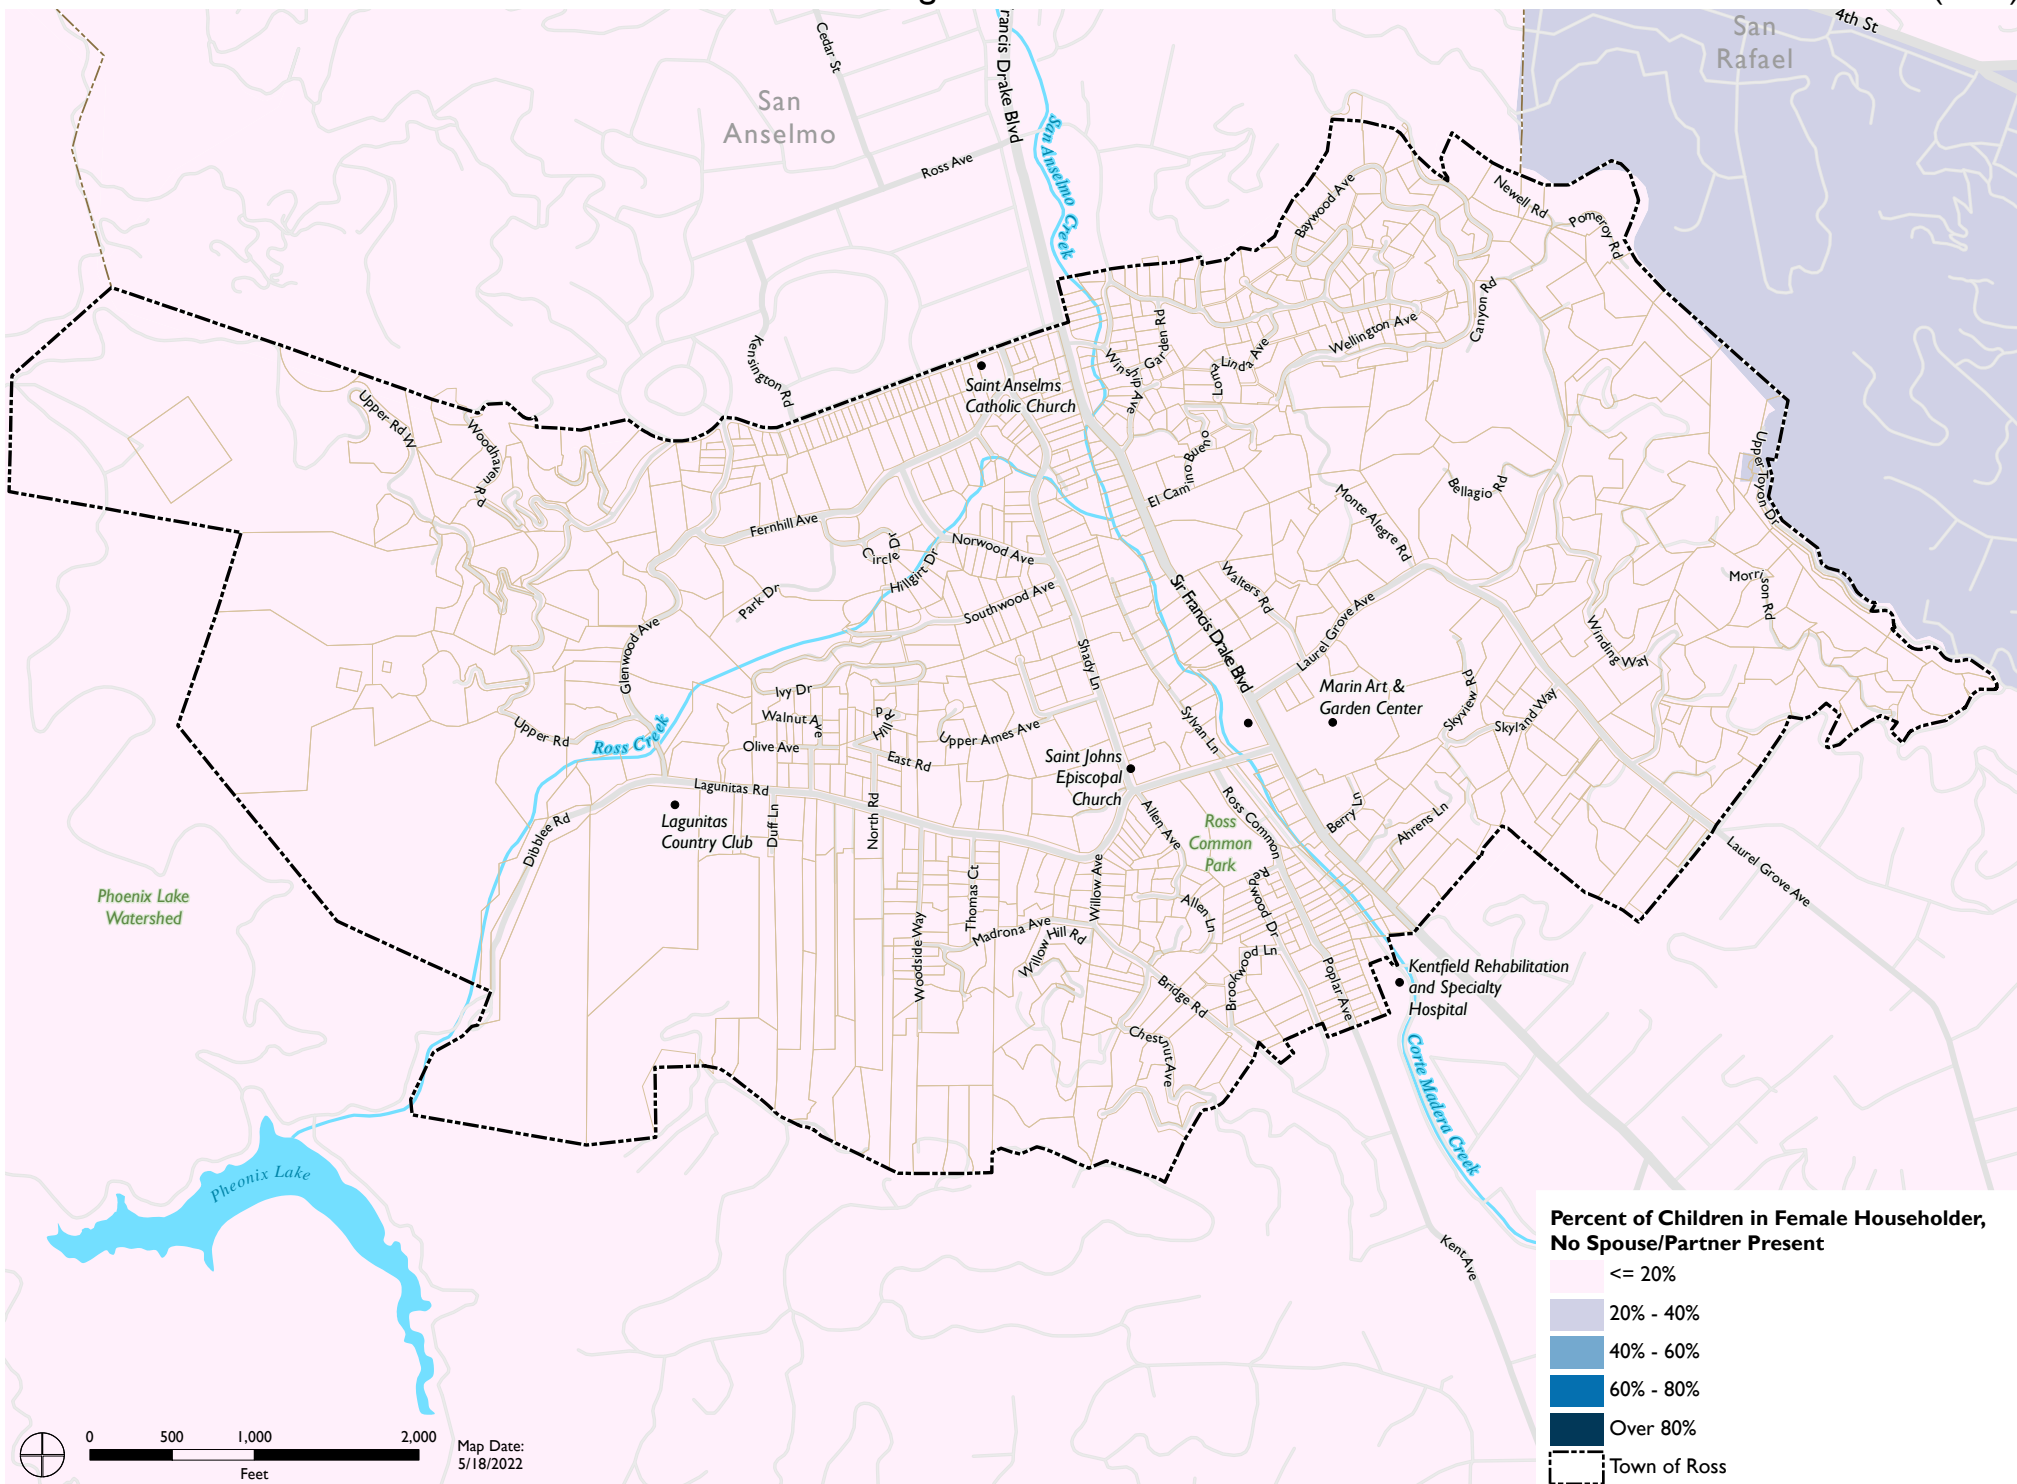 San
Anselmo
San
Rafael
4th St
Cedar St
Ross Ave
rancis Drake Blvd
San Anselmo Creek
Baywood Ave
Newell Rd
Pomeroy Rd
Canyon Rd
Wellington Ave
Linda Ave
Lorne
Garden Rd
Winship Ave
Kensington Rd
Saint Anselms
Catholic Church
Upper Rd W
Woodhaven Rd
El Camino Bueno
Fernhill Ave
Circle Dr
Norwood Ave
Hillgirt Dr
Park Dr
Southwood Ave
Glenwood Ave
Monte Alegre Rd
Bellagio Rd
Upper Toyon Dr
Morrison Rd
Walters Rd
Laurel Grove Ave
Sir Francis Drake Blvd
Winding Way
Shady Ln
Ivy Dr
Walnut Ave
Hill Rd
Olive Ave
East Rd
Upper Ames Ave
Upper Rd
Ross Creek
Marin Art &
Garden Center
Skyview Rd
Skyland Way
Sylvan Ln
Saint Johns
Episcopal
Church
Lagunitas Rd
Lagunitas
Country Club
Duff Ln
North Rd
Dibblee Rd
Allen Ave
Ross Common
Ross
Common
Park
Berry Ln
Ahrens Ln
Laurel Grove Ave
Redwood Dr
Thomas Ct
Willow Ave
Allen Ln
Woodside Way
Madrona Ave
Willow Hill Rd
Brookwood Ln
Bridge Rd
Poplar Ave
Chestnut Ave
Phoenix Lake
Watershed
Kentfield Rehabilitation
and Specialty
Hospital
Corte Madera Creek
Pheonix Lake
Kent Ave
Percent of Children in Female Householder,
No Spouse/Partner Present
<= 20%
20% - 40%
40% - 60%
60% - 80%
Over 80%
Town of Ross
0 500 1,000 2,000
Feet
Map Date:
5/18/2022